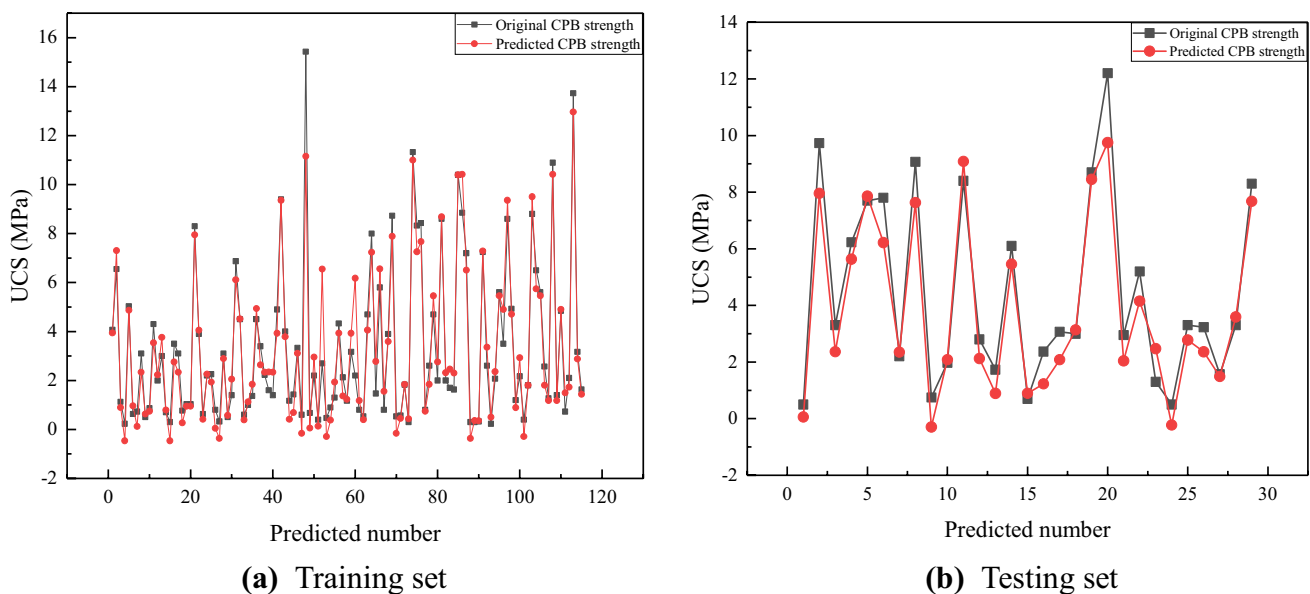 Original CPB strength
Predicted CPB strength
16
14
12
10
8
6
4
2
0
-2
UCS (MPa)
0 20 40 60 80 100 120
Predicted number
(a) Training set
Original CPB strength
Predicted CPB strength
14
12
10
8
6
4
2
0
-2
UCS (MPa)
0 5 10 15 20 25 30
Predicted number
(b) Testing set